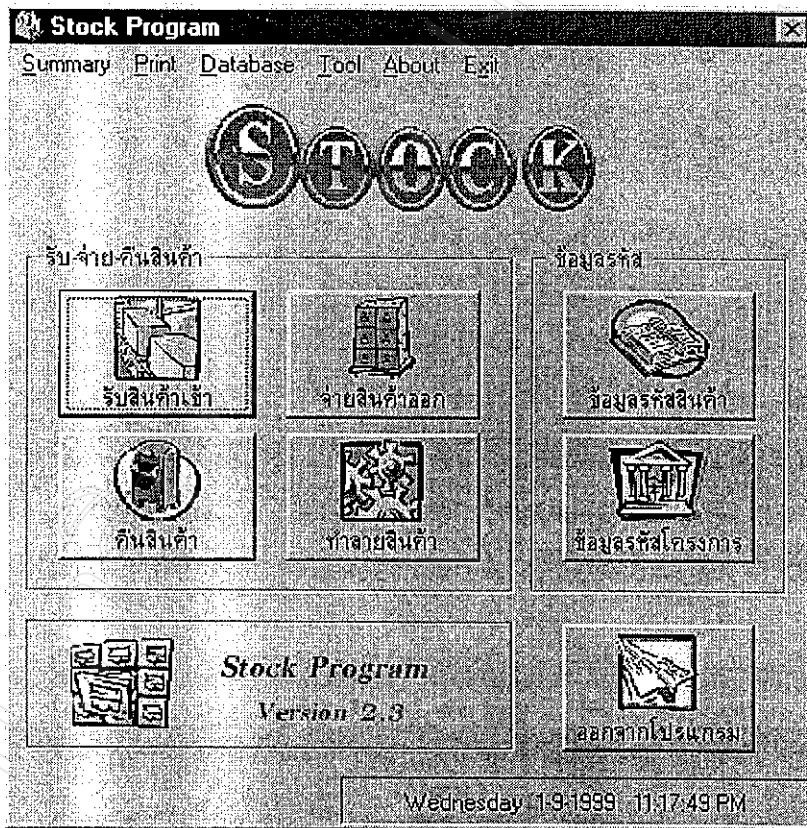 Stock Program
Summary Print Database Tool About Exit
STOCK
รับ-จ่าย-คืนสินค้า
ข้อมูลรหัส
รับสินค้าเข้า
จ่ายสินค้าออก
ข้อมูลรหัสสินค้า
คืนสินค้า
ทำลายสินค้า
ข้อมูลรหัสโครงการ
Stock Program
Version 2.3
ออกจากโปรแกรม
Wednesday 1-9-1999 11:17:49 PM